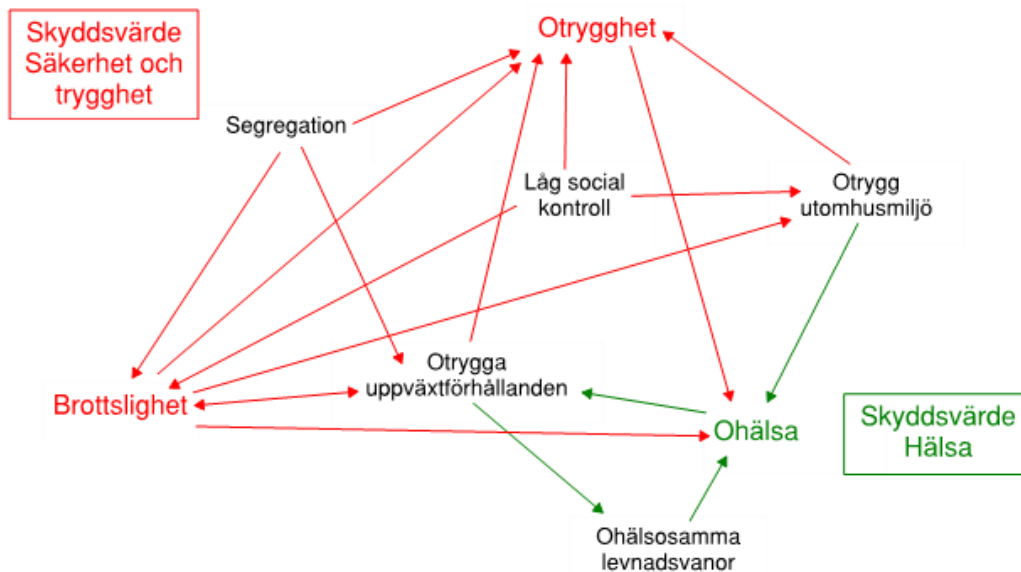 Skyddsvärde
Säkerhet och
trygghet
Otrygghet
Segregation
Låg social
kontroll
Otrygg
utomhusmiljö
Otrygga
uppväxtförhållanden
Brottslighet
Ohälsa
Skyddsvärde
Hälsa
Ohälsosamma
levnadsvanor